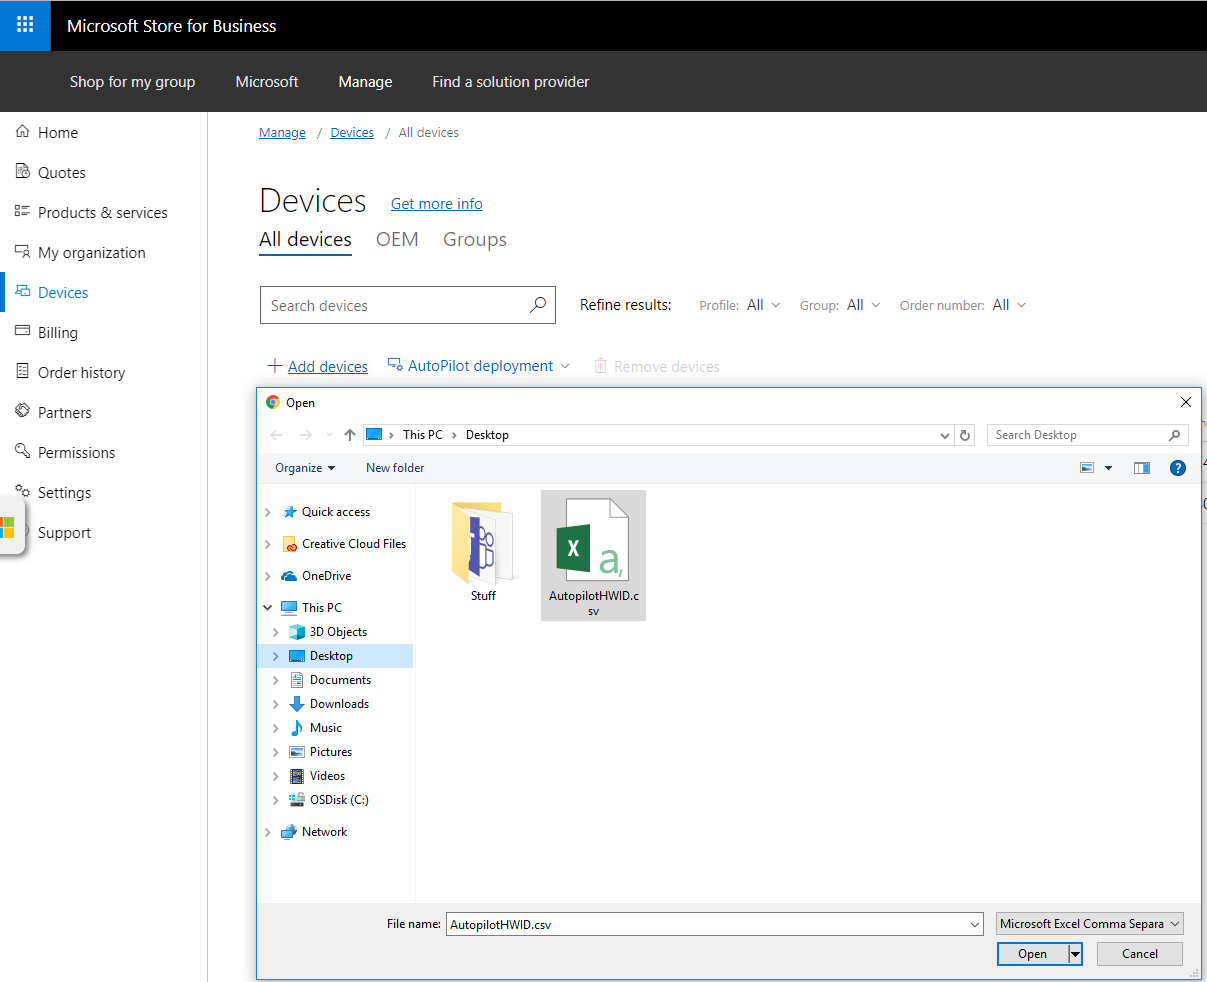 Microsoft Store for Business
Shop for my group Microsoft Manage Find a solution provider
Home
Quotes
Products & services
My organization
Devices
Billing
Order history
Partners
Permissions
Settings
Support
Manage / Devices / All devices
Devices Get more info
All devices OEM Groups
Search devices Refine results: Profile: All Group: All Order number: All
Add devices AutoPilot deployment Remove devices
Open
This PC > Desktop Search Desktop
Organize New folder
Quick access
Creative Cloud Files
OneDrive
This PC
3D Objects
Desktop
Documents
Downloads
Music
Pictures
Videos
OSDisk (C:)
Network
Stuff
AutopilotHWID.c
sv
File name: AutopilotHWID.csv Microsoft Excel Comma Separa
Open Cancel